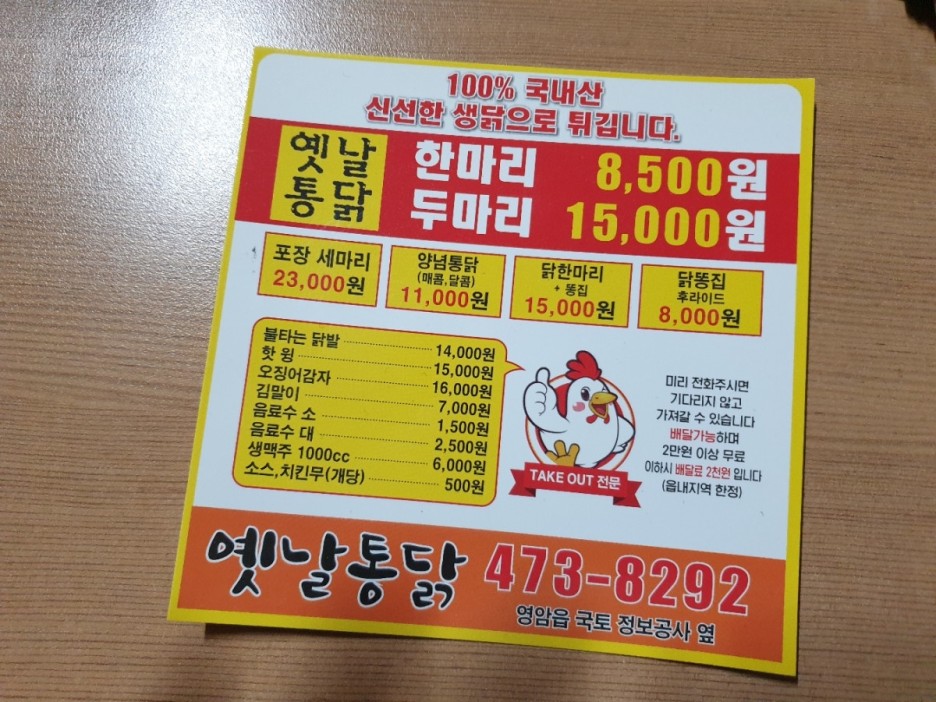 100% 국내산
신선한 생닭으로 튀깁니다.
옛날
통닭
한마리 8,500원
두마리 15,000원
포장 세마리
23,000원
양념통닭
(매콤,달콤)
11,000원
닭한마리
+ 똥집
15,000원
닭똥집
후라이드
8,000원
불타는 닭발 14,000원
핫 윙 15,000원
오징어감자 16,000원
김말이 7,000원
음료수 소 1,500원
음료수 대 2,500원
생맥주 1000cc 6,000원
소스,치킨무(개당) 500원
TAKE OUT 전문
미리 전화주시면
기다리지 않고
가져갈 수 있습니다
배달가능하며
2만원 이상 무료
이하시 배달료 2천원 입니다
(읍내지역 한정)
옛날통닭 473-8292
영암읍 국토 정보공사 옆